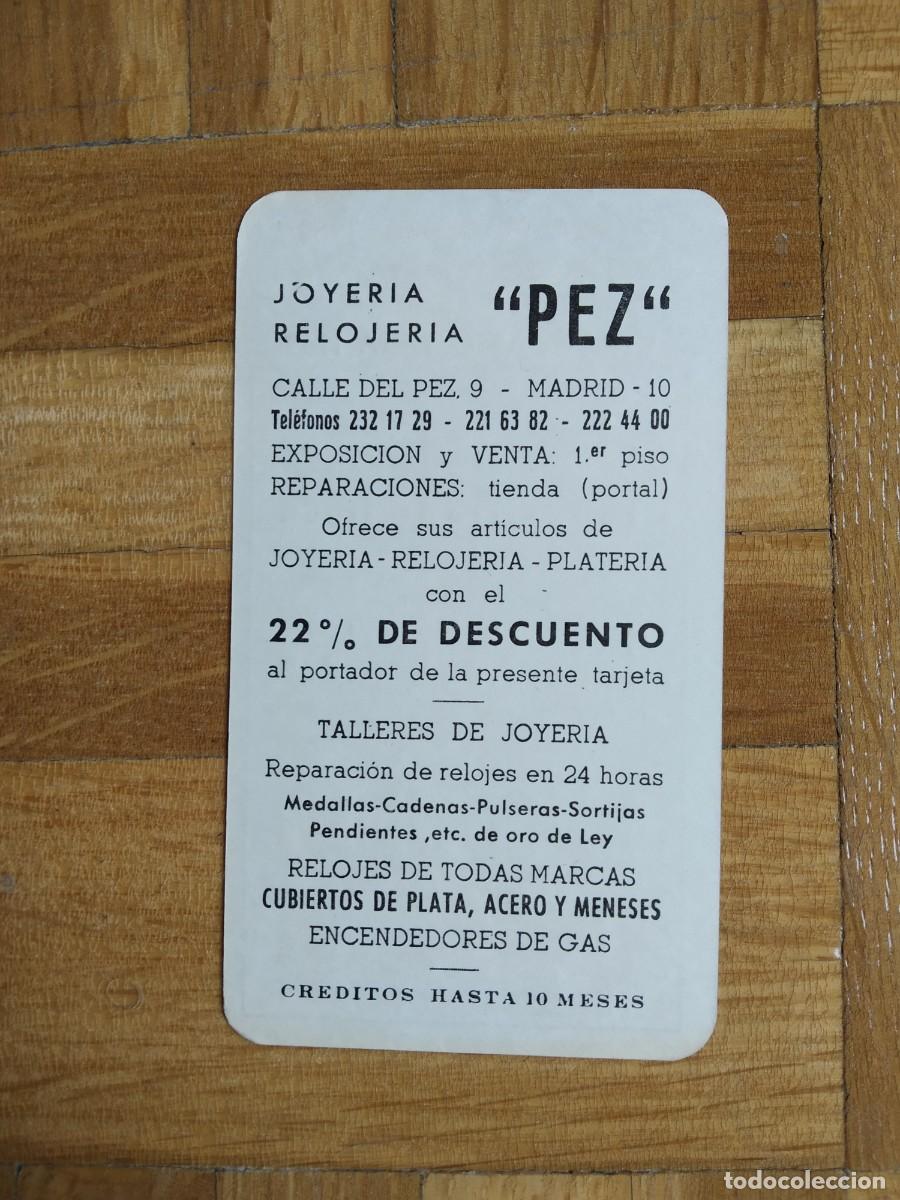 JOYERIA
RELOJERIA "PEZ"
CALLE DEL PEZ, 9 - MADRID - 10
Teléfonos 232 17 29 - 221 63 82 - 222 44 00
EXPOSICION y VENTA: 1.er piso
REPARACIONES: tienda (portal)
Ofrece sus artículos de
JOYERIA - RELOJERIA - PLATERIA
con el
22 % DE DESCUENTO
al portador de la presente tarjeta
TALLERES DE JOYERIA
Reparación de relojes en 24 horas
Medallas-Cadenas-Pulseras-Sortijas
Pendientes ,etc. de oro de Ley
RELOJES DE TODAS MARCAS
CUBIERTOS DE PLATA, ACERO Y MENESES
ENCENDEDORES DE GAS
CREDITOS HASTA 10 MESES
todocoleccion